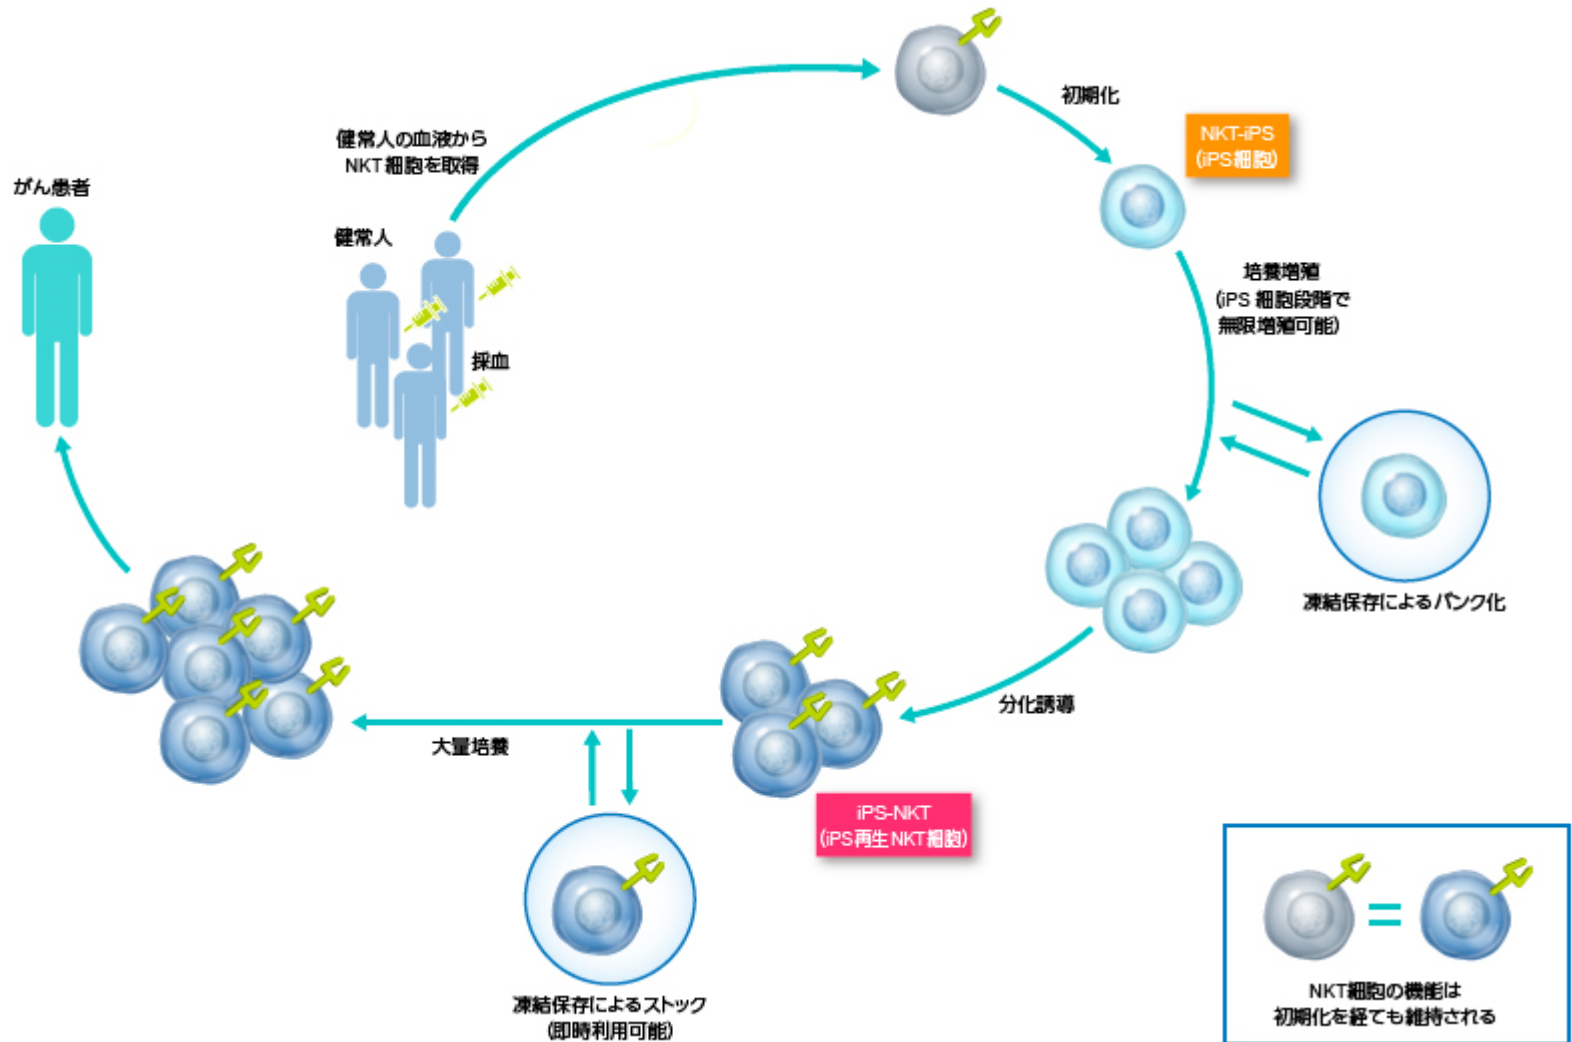 初期化
NKT-iPS
(iPS細胞)
健常人の血液から
NKT細胞を取得
がん患者
健常人
採血
培養増殖
(iPS 細胞段階で
無限増殖可能)
凍結保存によるバンク化
分化誘導
大量培養
iPS-NKT
(iPS再生NKT細胞)
凍結保存によるストック
(即時利用可能)
NKT細胞の機能は
初期化を経ても維持される